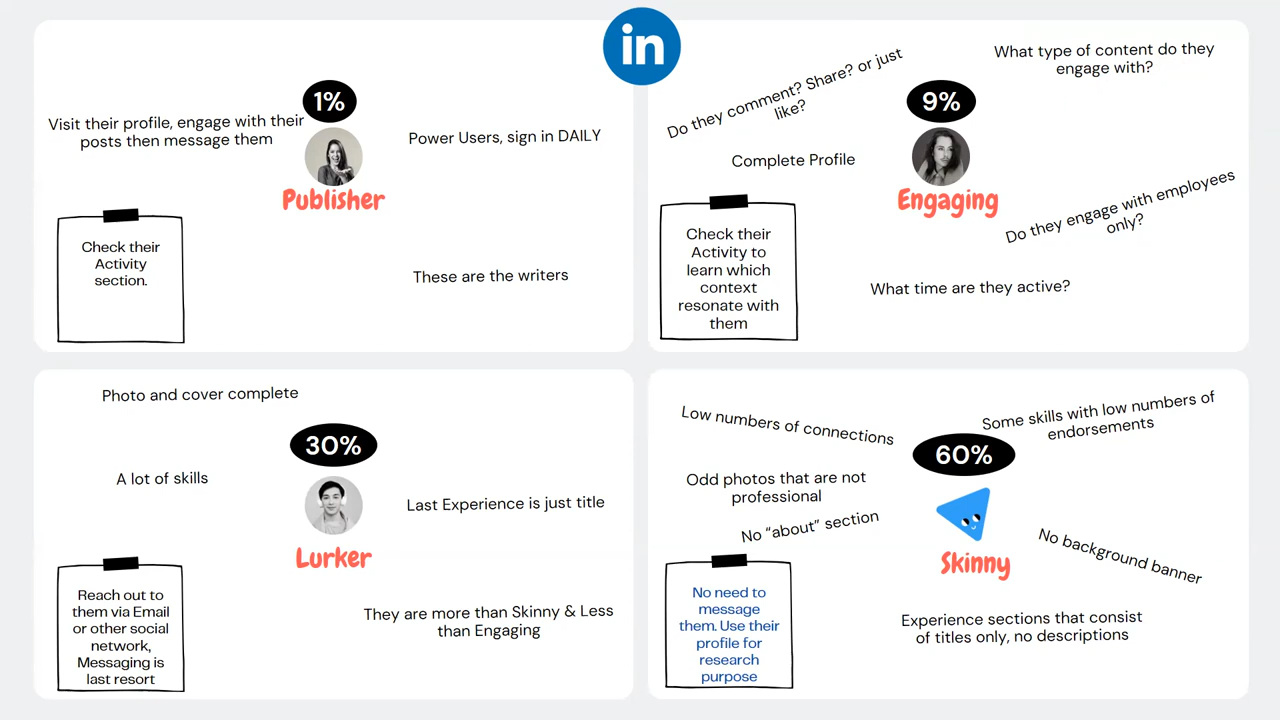 in
1%
Visit their profile, engage with their
posts then message them
Power Users, sign in DAILY
Publisher
Check their
Activity
section.
These are the writers
Do they comment? Share? or just
like?
What type of content do they
engage with?
9%
Complete Profile
Engaging
Do they engage with employees
only?
Check their
Activity to
learn which
context
resonate with
them
What time are they active?
Photo and cover complete
30%
A lot of skills
Last Experience is just title
Lurker
Reach out to
them via Email
or other social
network,
Messaging is
last resort
They are more than Skinny & Less
than Engaging
Low numbers of connections
Some skills with low numbers of
endorsements
60%
Odd photos that are not
professional
No “about” section
No background banner
Skinny
No need to
message
them. Use their
profile for
research
purpose
Experience sections that consist
of titles only, no descriptions